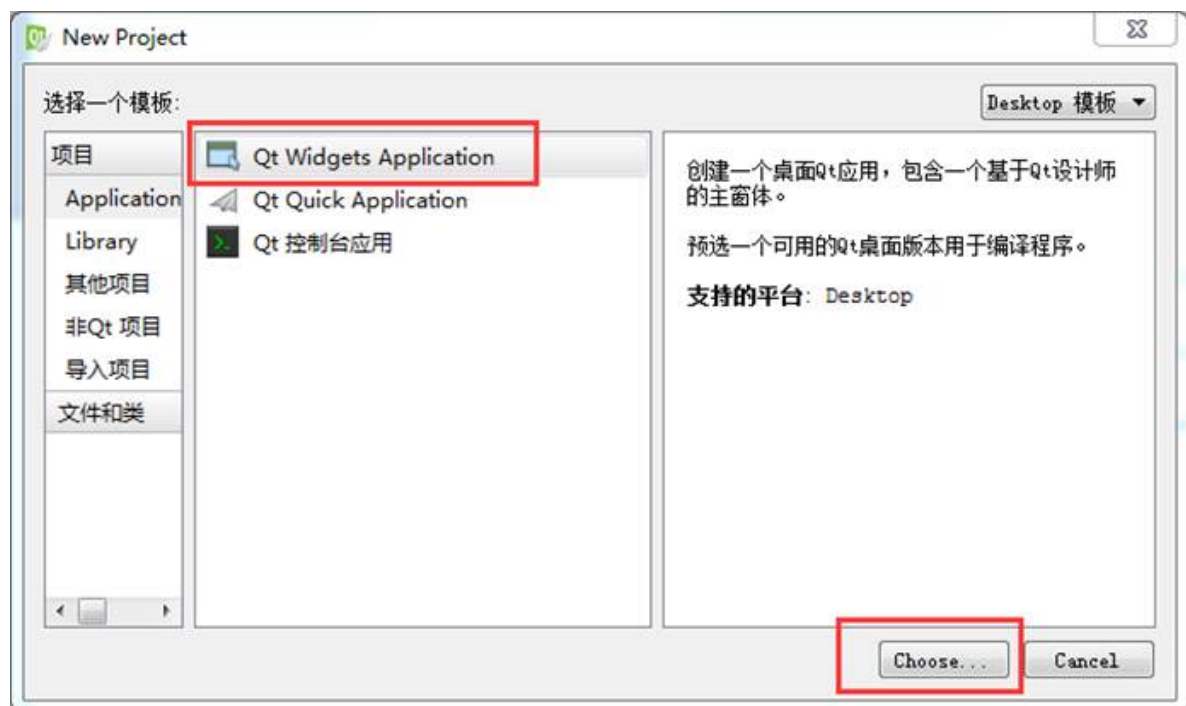 New Project
选择一个模板:
Desktop 模板
项目
Application
Library
其他项目
非Qt 项目
导入项目
文件和类
Qt Widgets Application
Qt Quick Application
Qt 控制台应用
创建一个桌面Qt应用，包含一个基于Qt设计师
的主窗体。
预选一个可用的Qt桌面版本用于编译程序。
支持的平台: Desktop
Choose...
Cancel